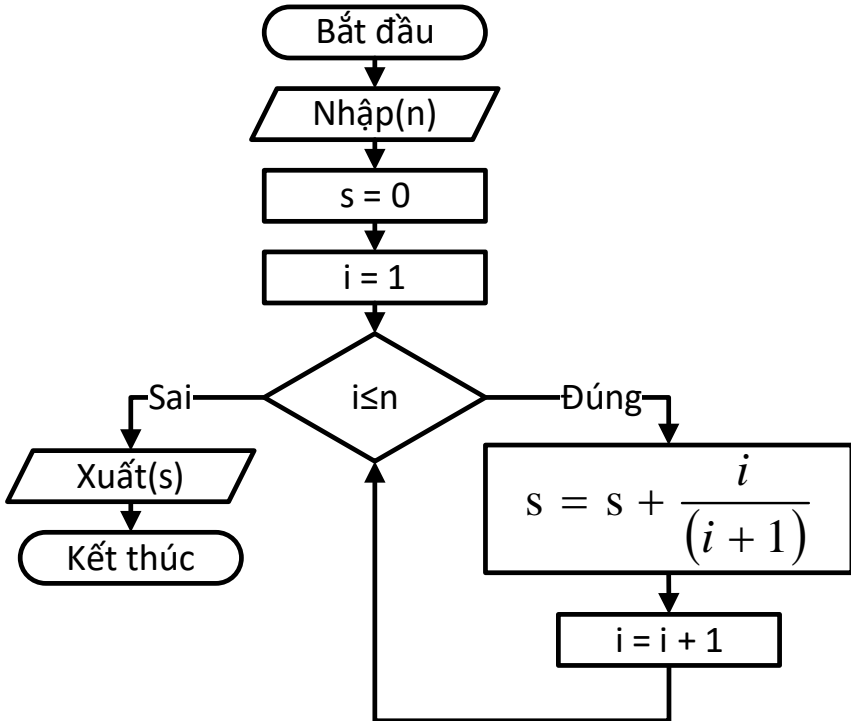 Bắt đầu
Nhập(n)
s = 0
i = 1
i≤n
Sai
Đúng
Xuất(s)
Kết thúc
s = s + i/(i + 1)
i = i + 1